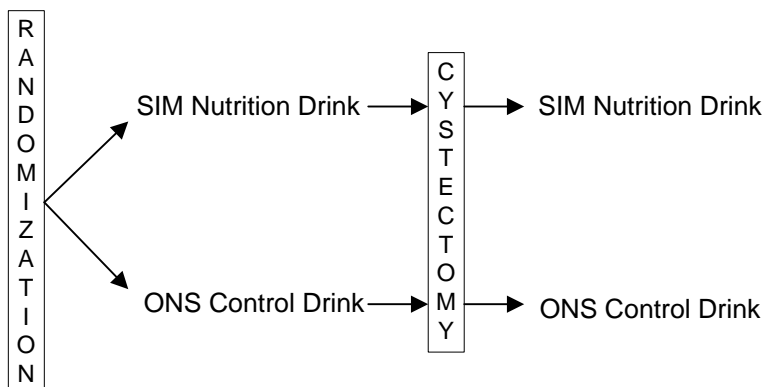 RANDOMIZATION
SIM Nutrition Drink
ONS Control Drink
CYSTECTOMY
SIM Nutrition Drink
ONS Control Drink